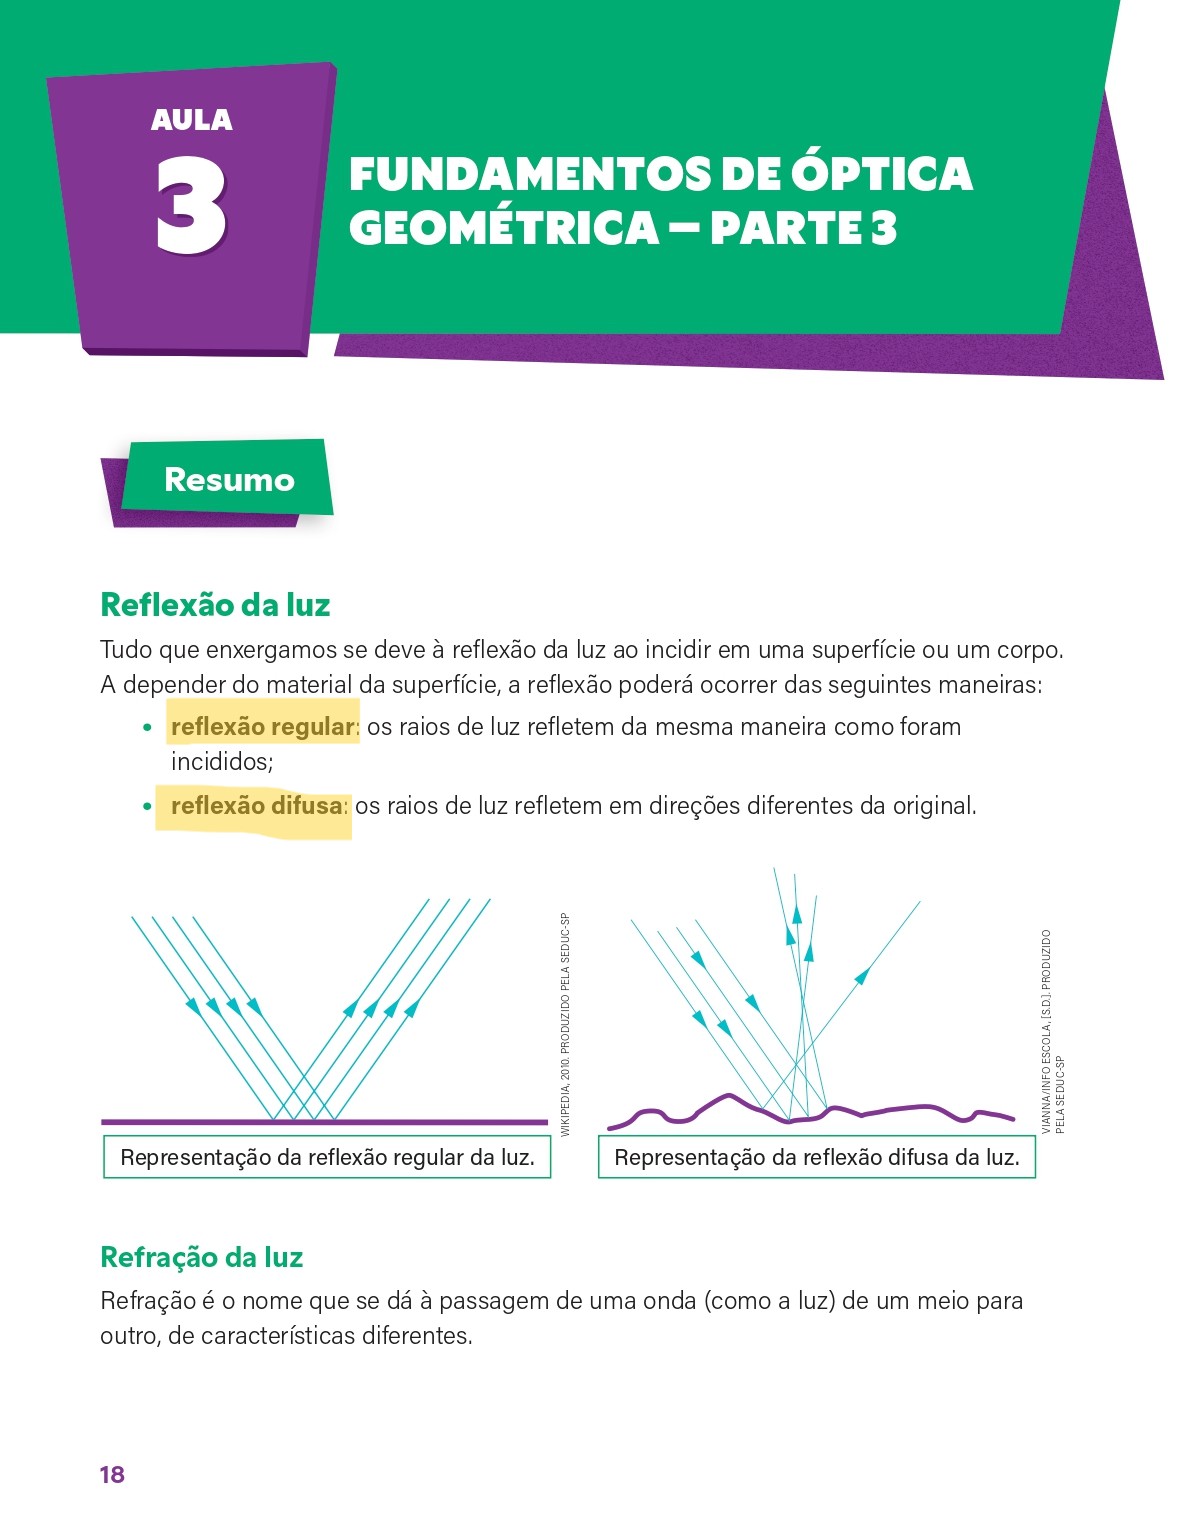 AULA
3
FUNDAMENTOS DE ÓPTICA
GEOMÉTRICA — PARTE 3
Resumo
Reflexão da luz
Tudo que enxergamos se deve à reflexão da luz ao incidir em uma superfície ou um corpo.
A depender do material da superfície, a reflexão poderá ocorrer das seguintes maneiras:
• reflexão regular: os raios de luz refletem da mesma maneira como foram
incididos;
• reflexão difusa: os raios de luz refletem em direções diferentes da original.
WIKIPEDIA, 2010. PRODUZIDO PELA SEDUC-SP
VIANNA/INFO ESCOLA, [S.D.]. PRODUZIDO
PELA SEDUC-SP
Representação da reflexão regular da luz.
Representação da reflexão difusa da luz.
Refração da luz
Refração é o nome que se dá à passagem de uma onda (como a luz) de um meio para
outro, de características diferentes.
18